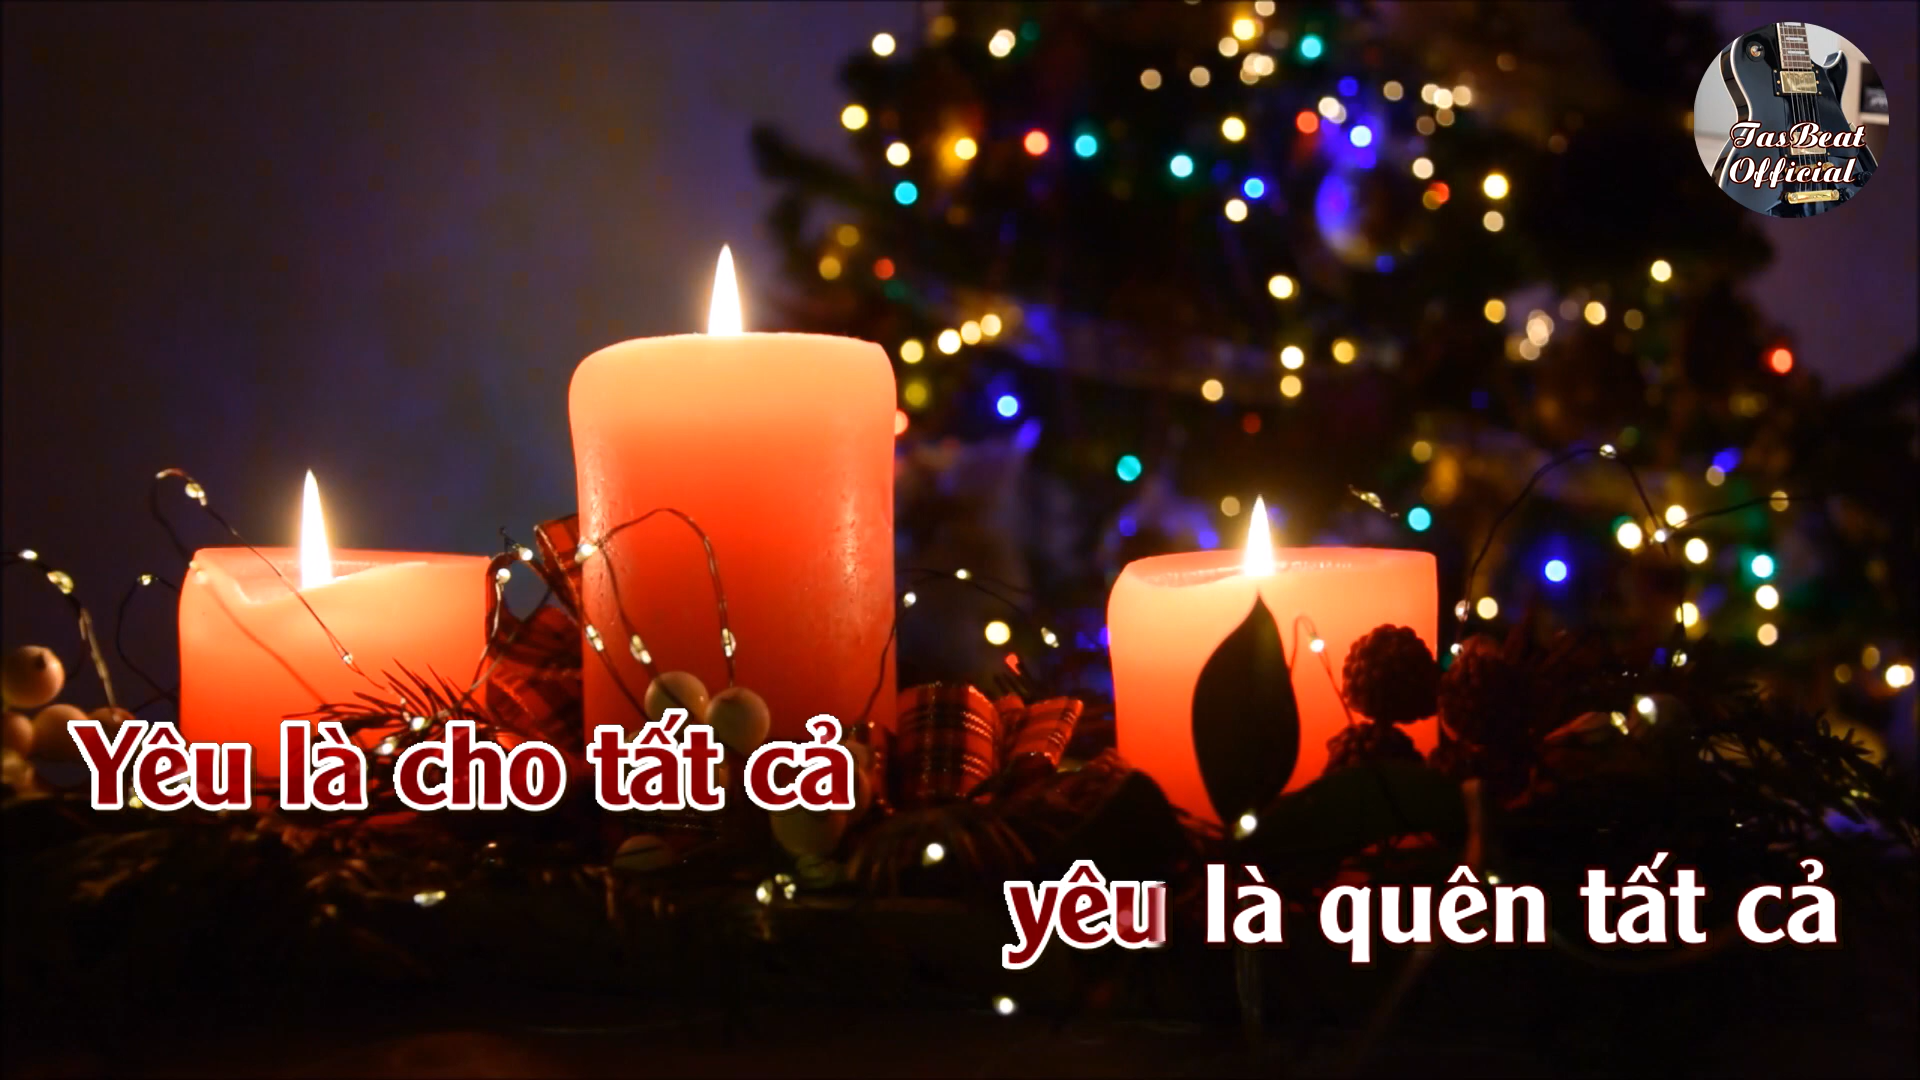 TasBeat
Official
Yêu là cho tất cả
yêu là quên tất cả